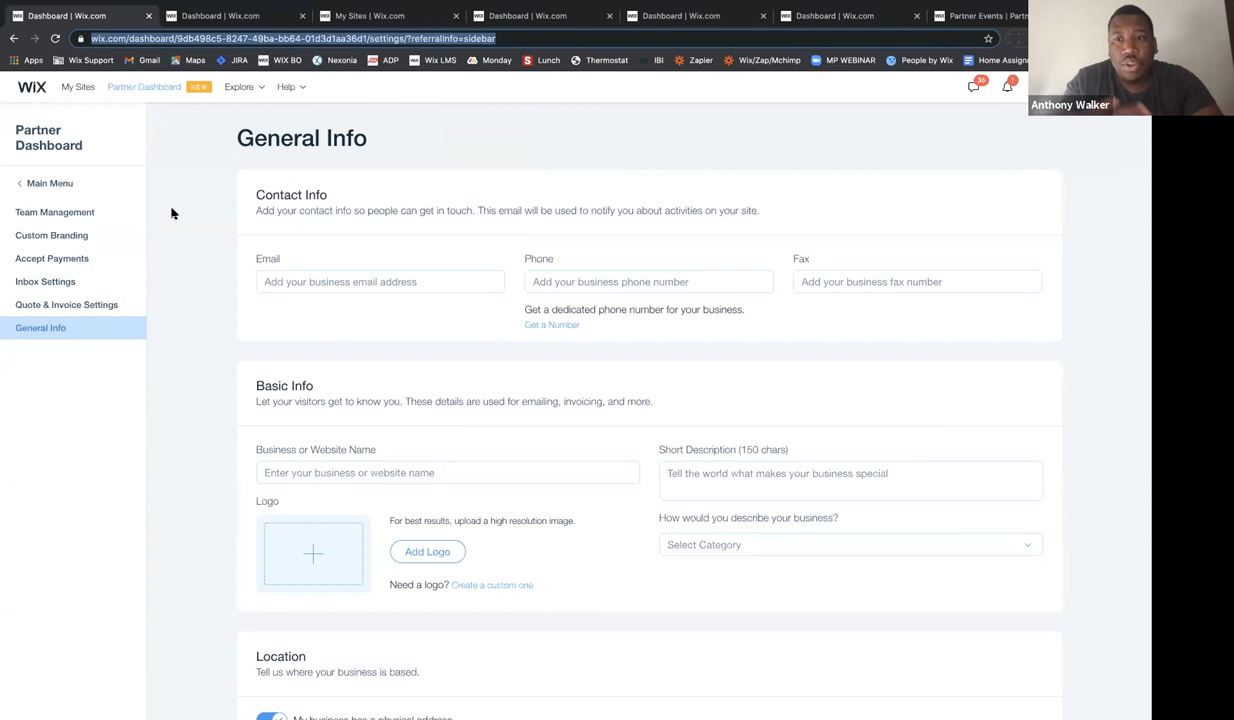 Dashboard | Wix.com
Dashboard | Wix.com
My Sites | Wix.com
Dashboard | Wix.com
Dashboard | Wix.com
Dashboard | Wix.com
Partner Events | Partn
wix.com/dashboard/9db498c5-8247-49ba-bb64-01d3d1aa36d1/settings/?referralInfo=sidebar
Apps
Wix Support
Gmail
Maps
JIRA
WIX BO
Nexonia
ADP
Wix LMS
Monday
Lunch
Thermostat
IBI
Zapier
Wix/Zap/Mchimp
MP WEBINAR
People by Wix
Home Assignm
WIX
My Sites
Partner Dashboard
NEW
Explore
Help
36
!
Anthony Walker
Partner
Dashboard
Main Menu
Team Management
Custom Branding
Accept Payments
Inbox Settings
Quote & Invoice Settings
General Info
General Info
Contact Info
Add your contact info so people can get in touch. This email will be used to notify you about activities on your site.
Email
Phone
Fax
Add your business email address
Add your business phone number
Add your business fax number
Get a dedicated phone number for your business.
Get a Number
Basic Info
Let your visitors get to know you. These details are used for emailing, invoicing, and more.
Business or Website Name
Enter your business or website name
Short Description (150 chars)
Tell the world what makes your business special
Logo
For best results, upload a high resolution image.
Add Logo
Need a logo? Create a custom one
How would you describe your business?
Select Category
Location
Tell us where your business is based.
My business has a physical address